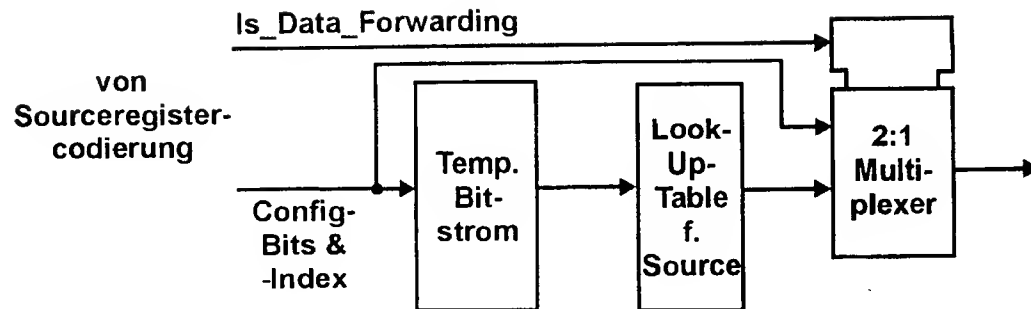 Is_Data_Forwarding
von
Sourceregister-
codierung
Config-
Bits &
-Index
Temp.
Bit-
strom
Look-
Up-
Table
f.
Source
2:1
Multi-
plexer